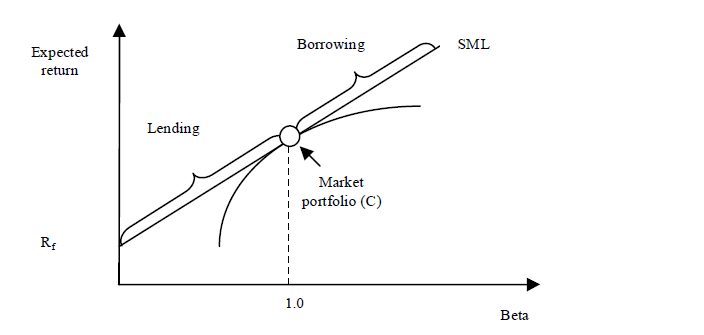 Borrowing
SML
Expected
return
Lending
Market
portfolio (C)
Rf
1.0
Beta